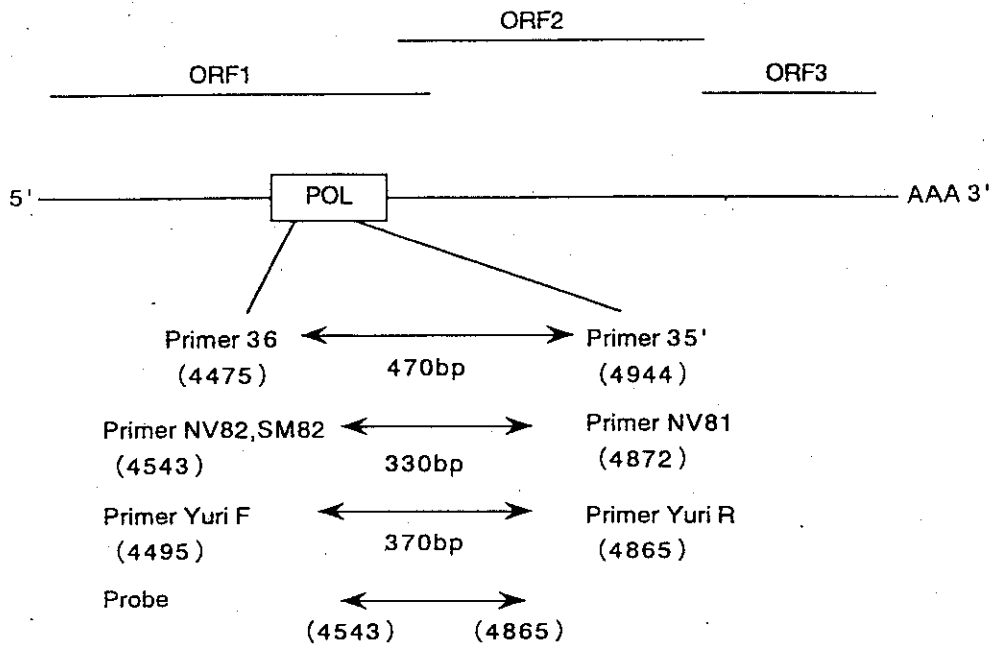 ORF2
ORF1
ORF3
5'
POL
AAA 3'
Primer 36
470bp
Primer 35'
(4475)
(4944)
Primer NV82,SM82
330bp
Primer NV81
(4543)
(4872)
Primer Yuri F
370bp
Primer Yuri R
(4495)
(4865)
Probe
(4543)
(4865)